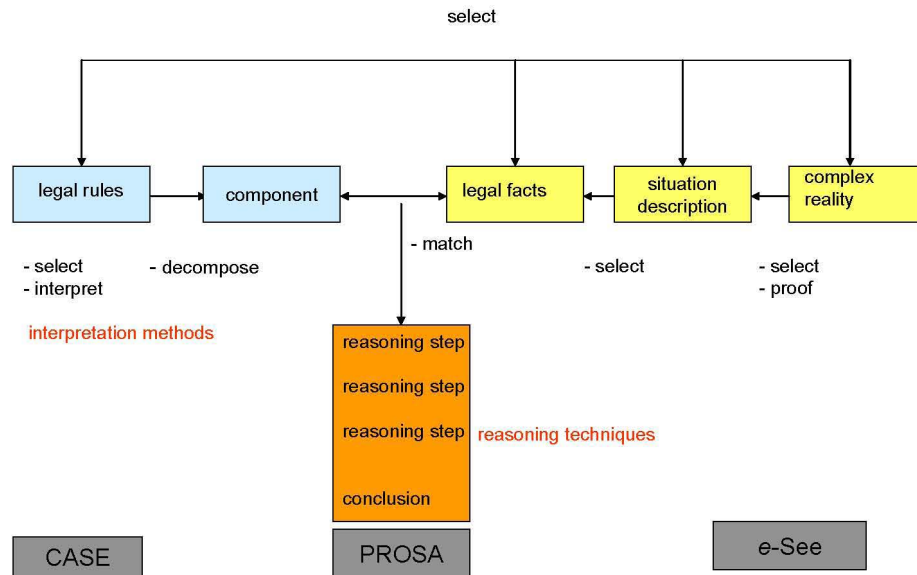 select
legal rules
component
legal facts
situation
description
complex
reality
- match
- select
- interpret
- decompose
- select
- select
- proof
interpretation methods
reasoning step
reasoning step
reasoning step
reasoning techniques
conclusion
CASE
PROSA
e-See